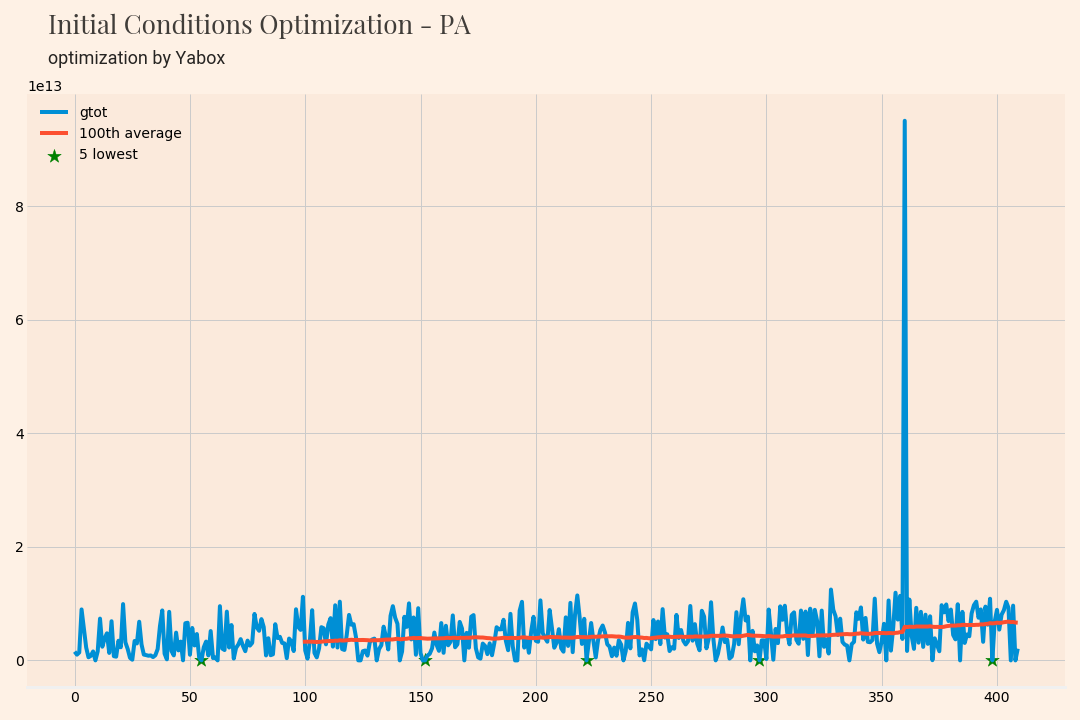 Initial Conditions Optimization - PA
optimization by Yabox
1e13
gtot
100th average
5 lowest
8
6
4
2
0
0 50 100 150 200 250 300 350 400